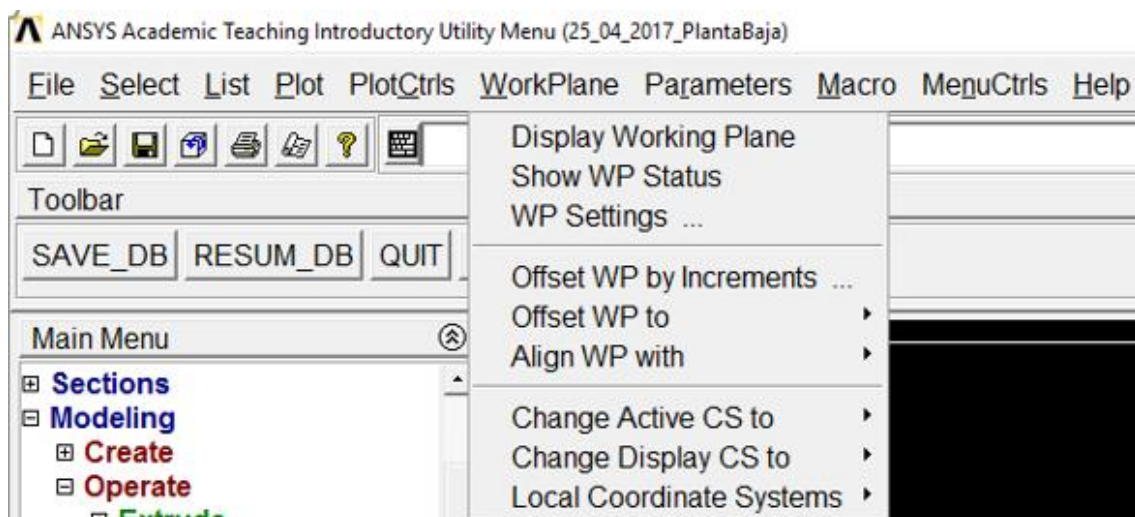 ANSYS Academic Teaching Introductory Utility Menu (25_04_2017_PlantaBaja)
File Select List Plot PlotCtrls WorkPlane Parameters Macro MenuCtrls Help
Display Working Plane
Show WP Status
WP Settings ...
Toolbar
SAVE_DB RESUM_DB QUIT
Offset WP by Increments ...
Offset WP to
Align WP with
Main Menu
Sections
Modeling
Create
Operate
Extrude
Change Active CS to
Change Display CS to
Local Coordinate Systems